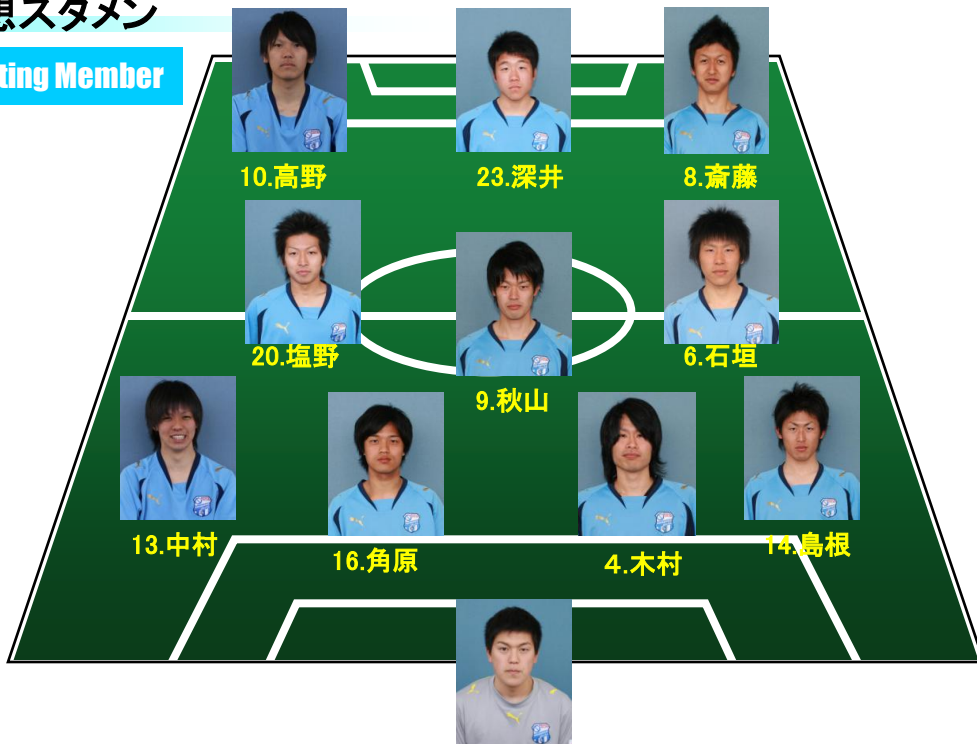 想スタメン
ting Member
10.高野
23.深井
8.斎藤
20.塩野
6.石垣
9.秋山
13.中村
16.角原
４.木村
14.島根